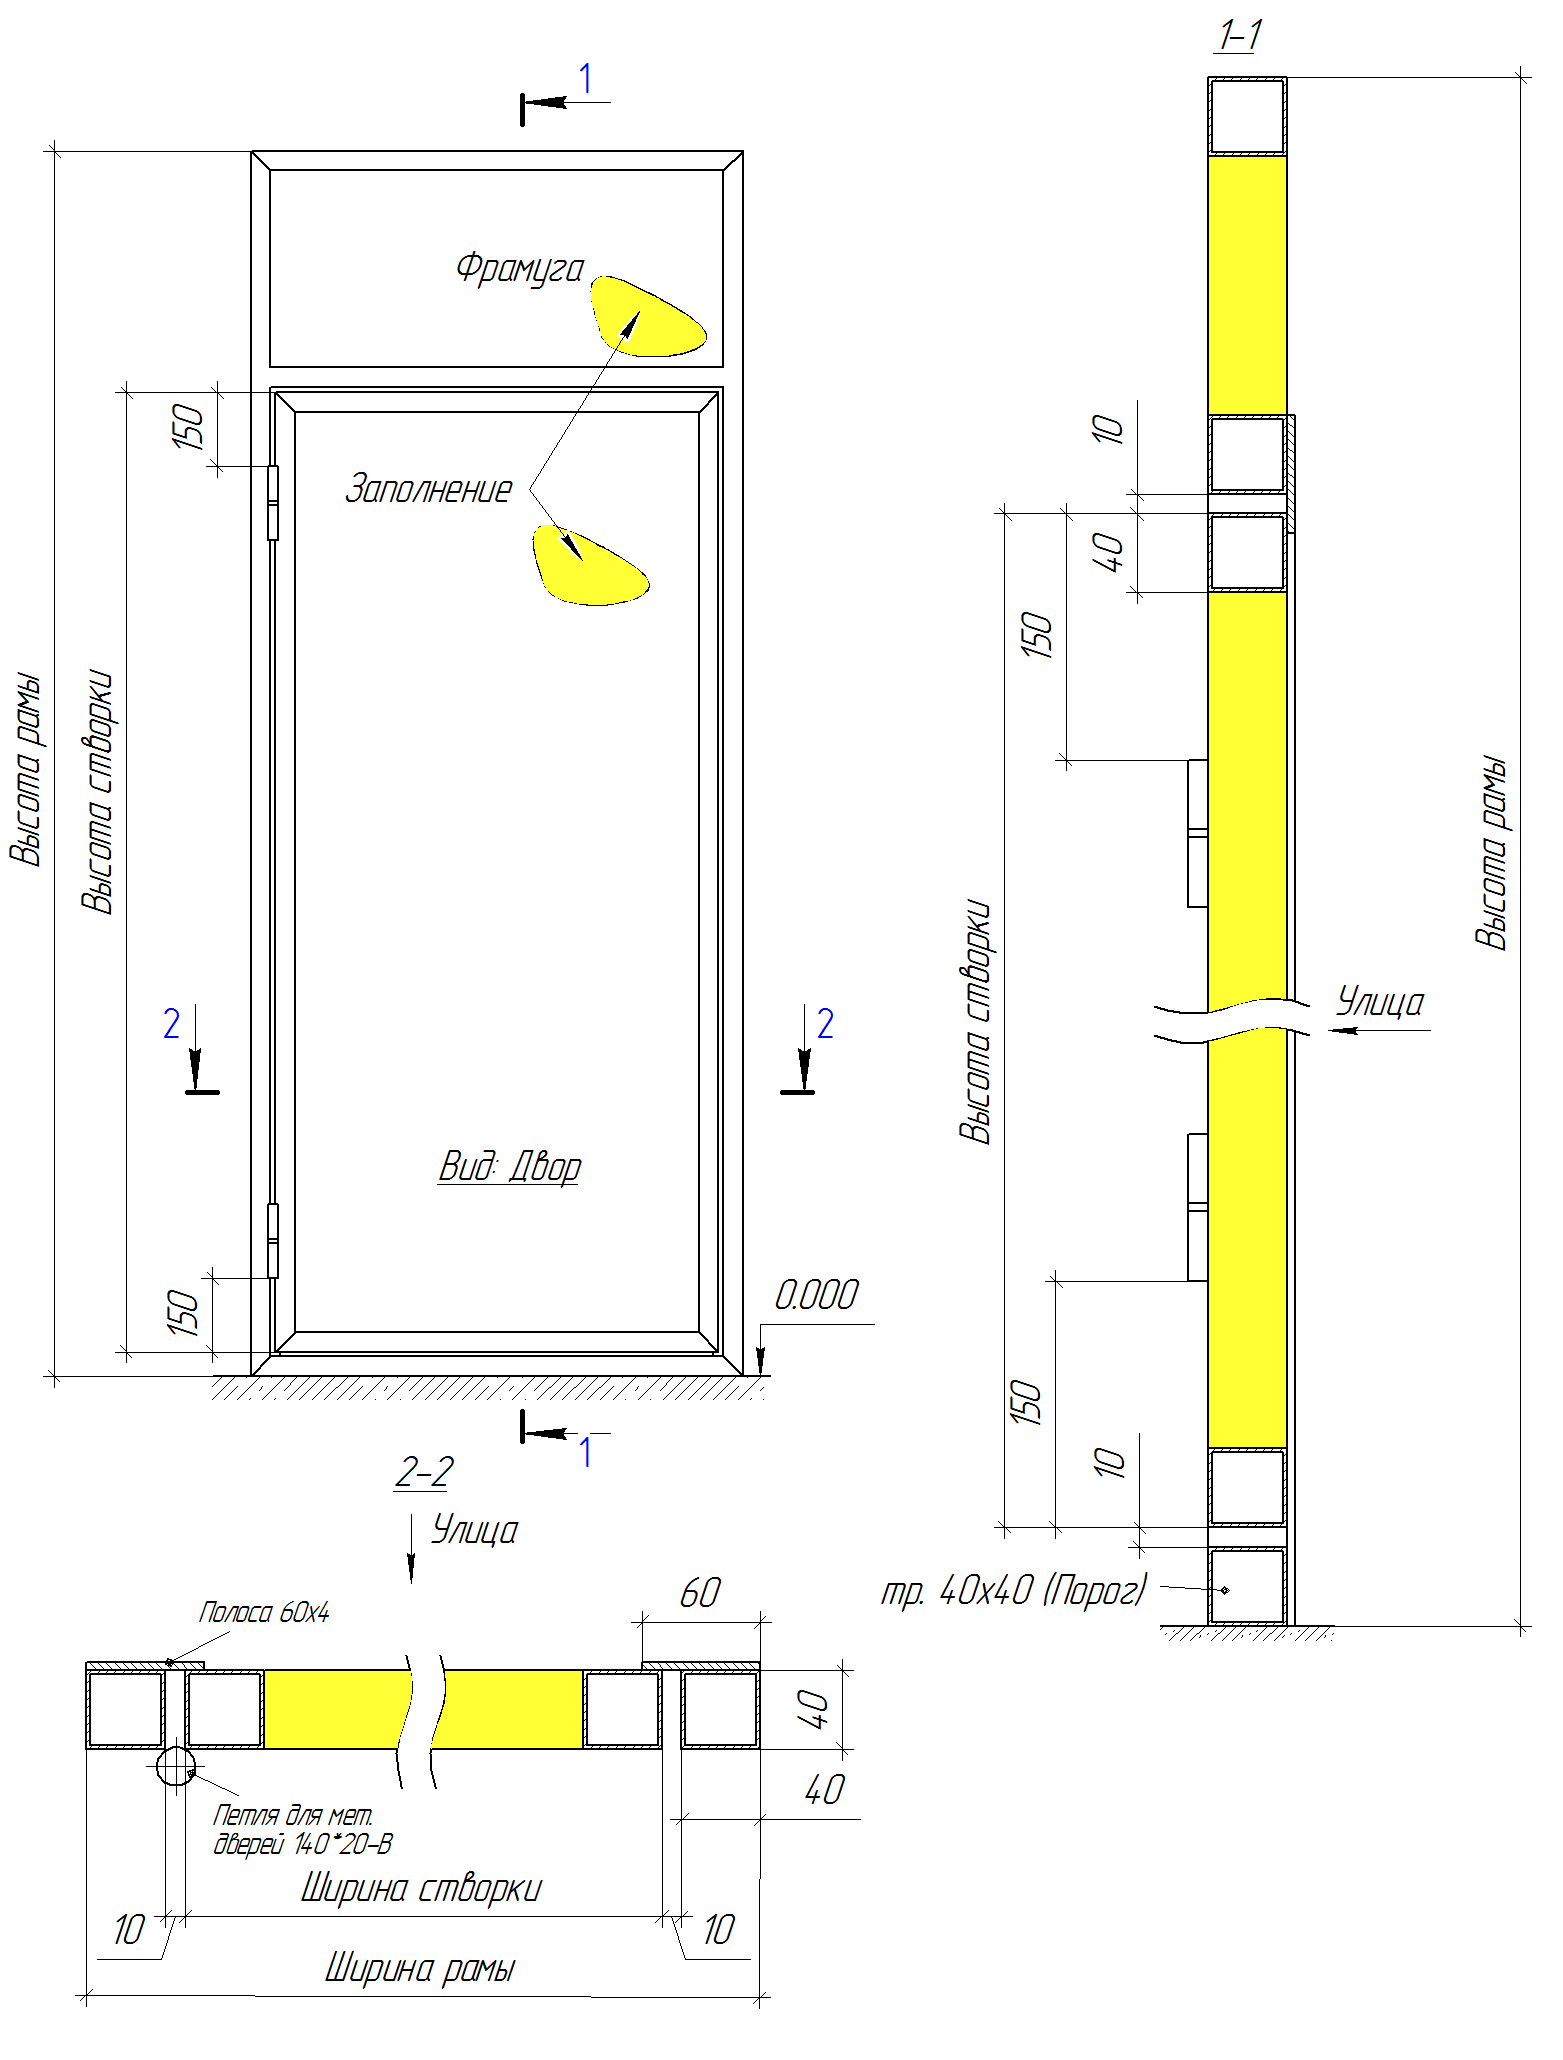 1
1-1
Фрамуга
150
Заполнение
Высота рамы
Высота створки
2
2
Вид: Двор
0.000
150
1
10
40
150
Высота рамы
Высота створки
Улица
150
10
тр. 40x40 (Порог)
2-2
Улица
Полоса 60x4
60
40
40
Петля для мет.
дверей 140*20-В
Ширина створки
10
10
Ширина рамы